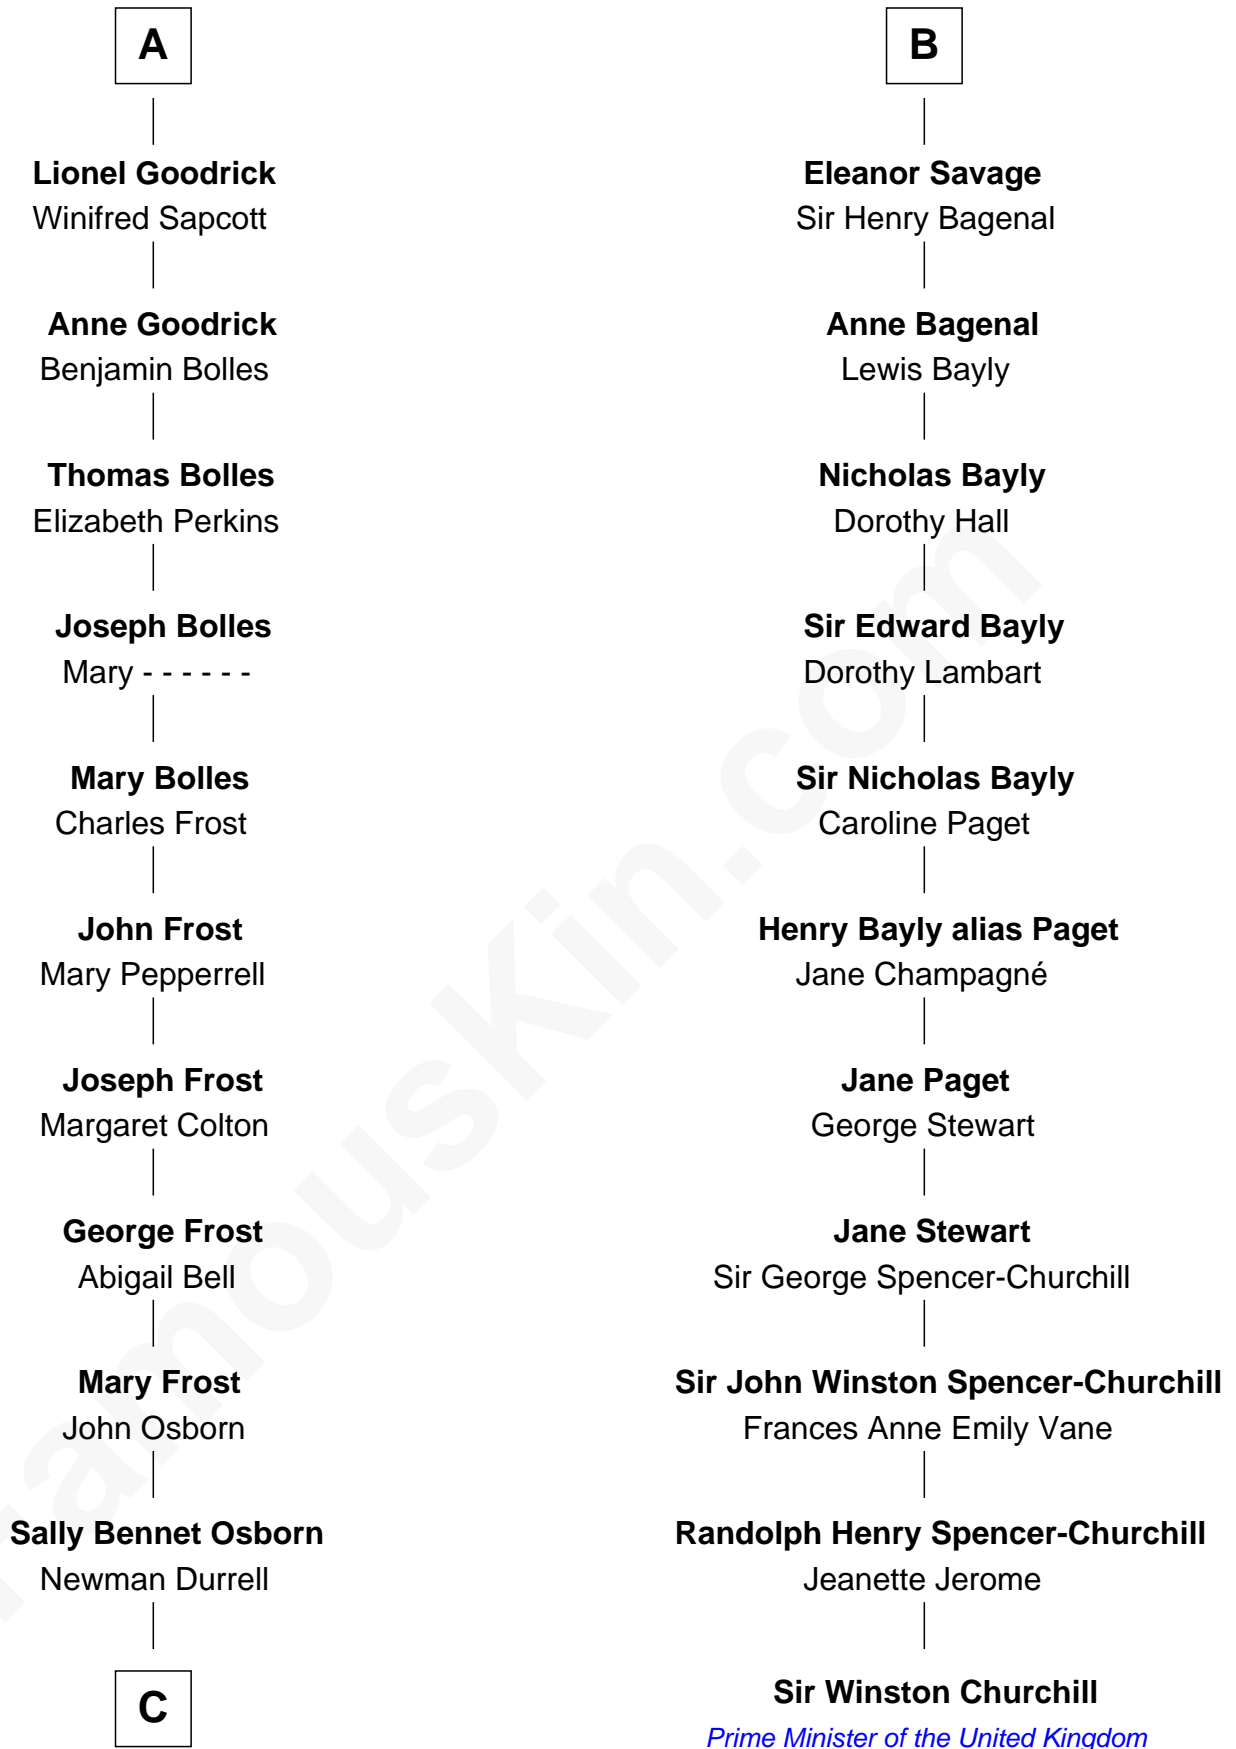 A
Lionel Goodrick
Winifred Sapcott
Anne Goodrick
Benjamin Bolles
Thomas Bolles
Elizabeth Perkins
Joseph Bolles
Mary - - - - - -
Mary Bolles
Charles Frost
John Frost
Mary Pepperrell
Joseph Frost
Margaret Colton
George Frost
Abigail Bell
Mary Frost
John Osborn
Sally Bennet Osborn
Newman Durrell
C
B
Eleanor Savage
Sir Henry Bagenal
Anne Bagenal
Lewis Bayly
Nicholas Bayly
Dorothy Hall
Sir Edward Bayly
Dorothy Lambart
Sir Nicholas Bayly
Caroline Paget
Henry Bayly alias Paget
Jane Champagné
Jane Paget
George Stewart
Jane Stewart
Sir George Spencer-Churchill
Sir John Winston Spencer-Churchill
Frances Anne Emily Vane
Randolph Henry Spencer-Churchill
Jeanette Jerome
Sir Winston Churchill
Prime Minister of the United Kingdom
FamousKin.com